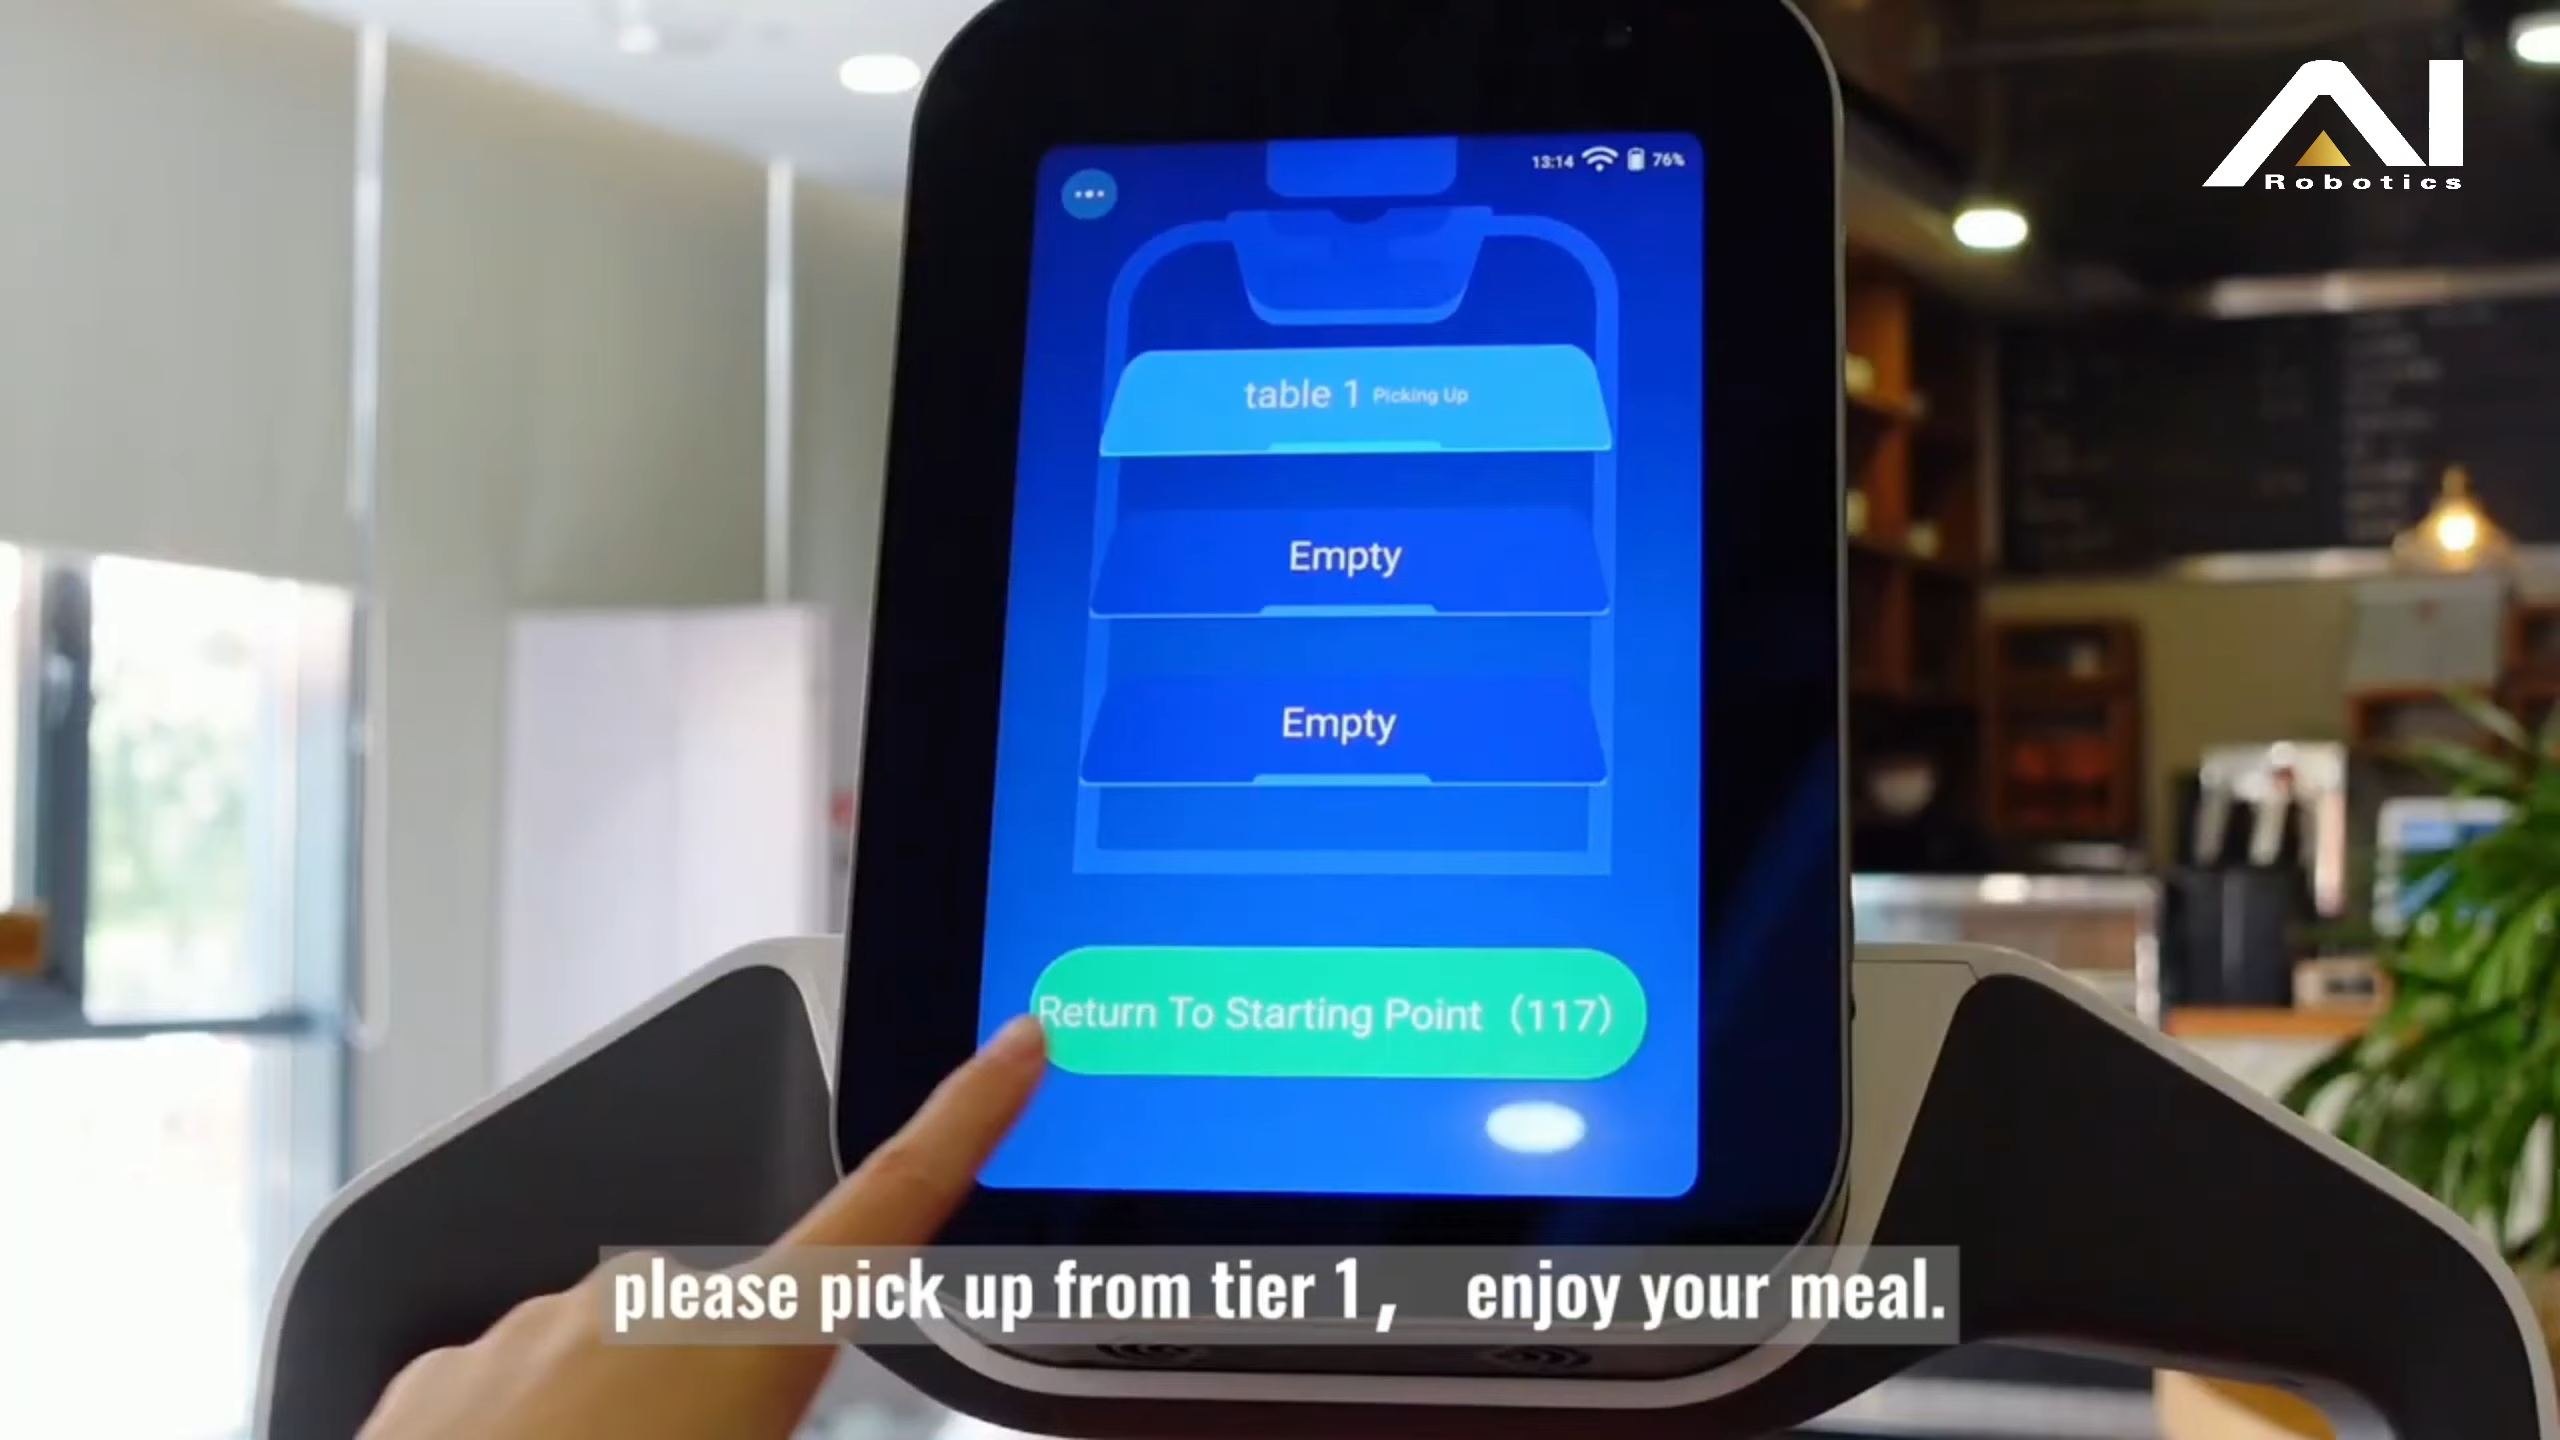 AI
Robotics
13:14 76%
table 1 Picking Up
Empty
Empty
Return To Starting Point (117)
please pick up from tier 1, enjoy your meal.